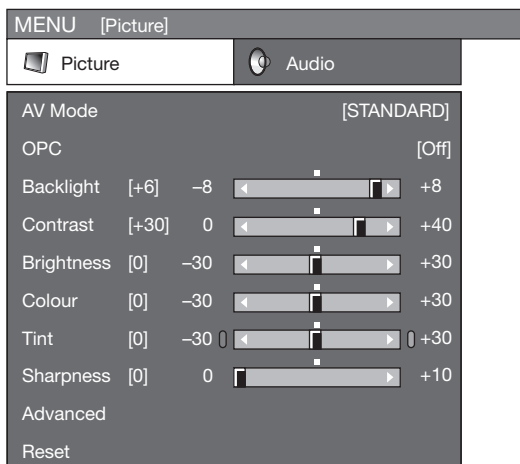 MENU [Picture]
Picture Audio
AV Mode [STANDARD]
OPC [Off]
Backlight [+6] –8 +8
Contrast [+30] 0 +40
Brightness [0] –30 +30
Colour [0] –30 +30
Tint [0] –30 +30
Sharpness [0] 0 +10
Advanced
Reset